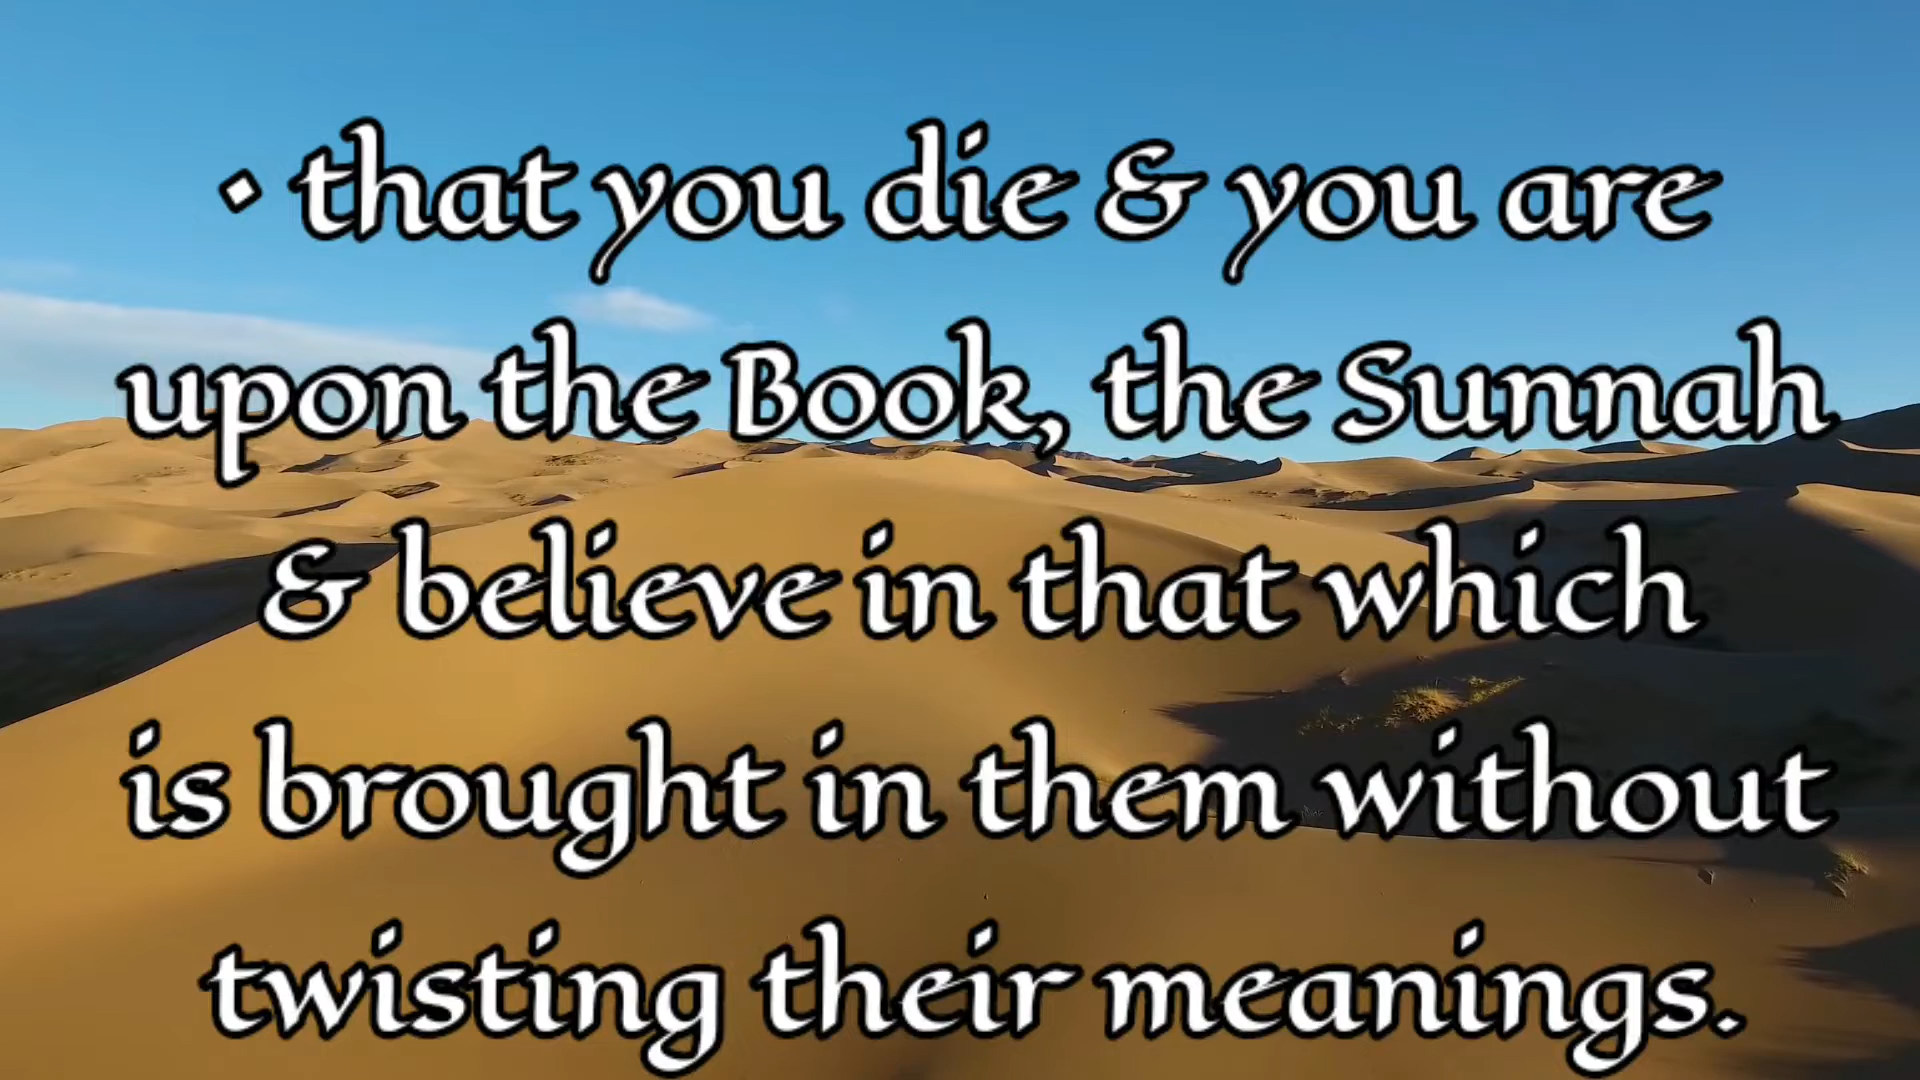 • that you die & you are
upon the Book, the Sunnah
& believe in that which
is brought in them without
twisting their meanings.